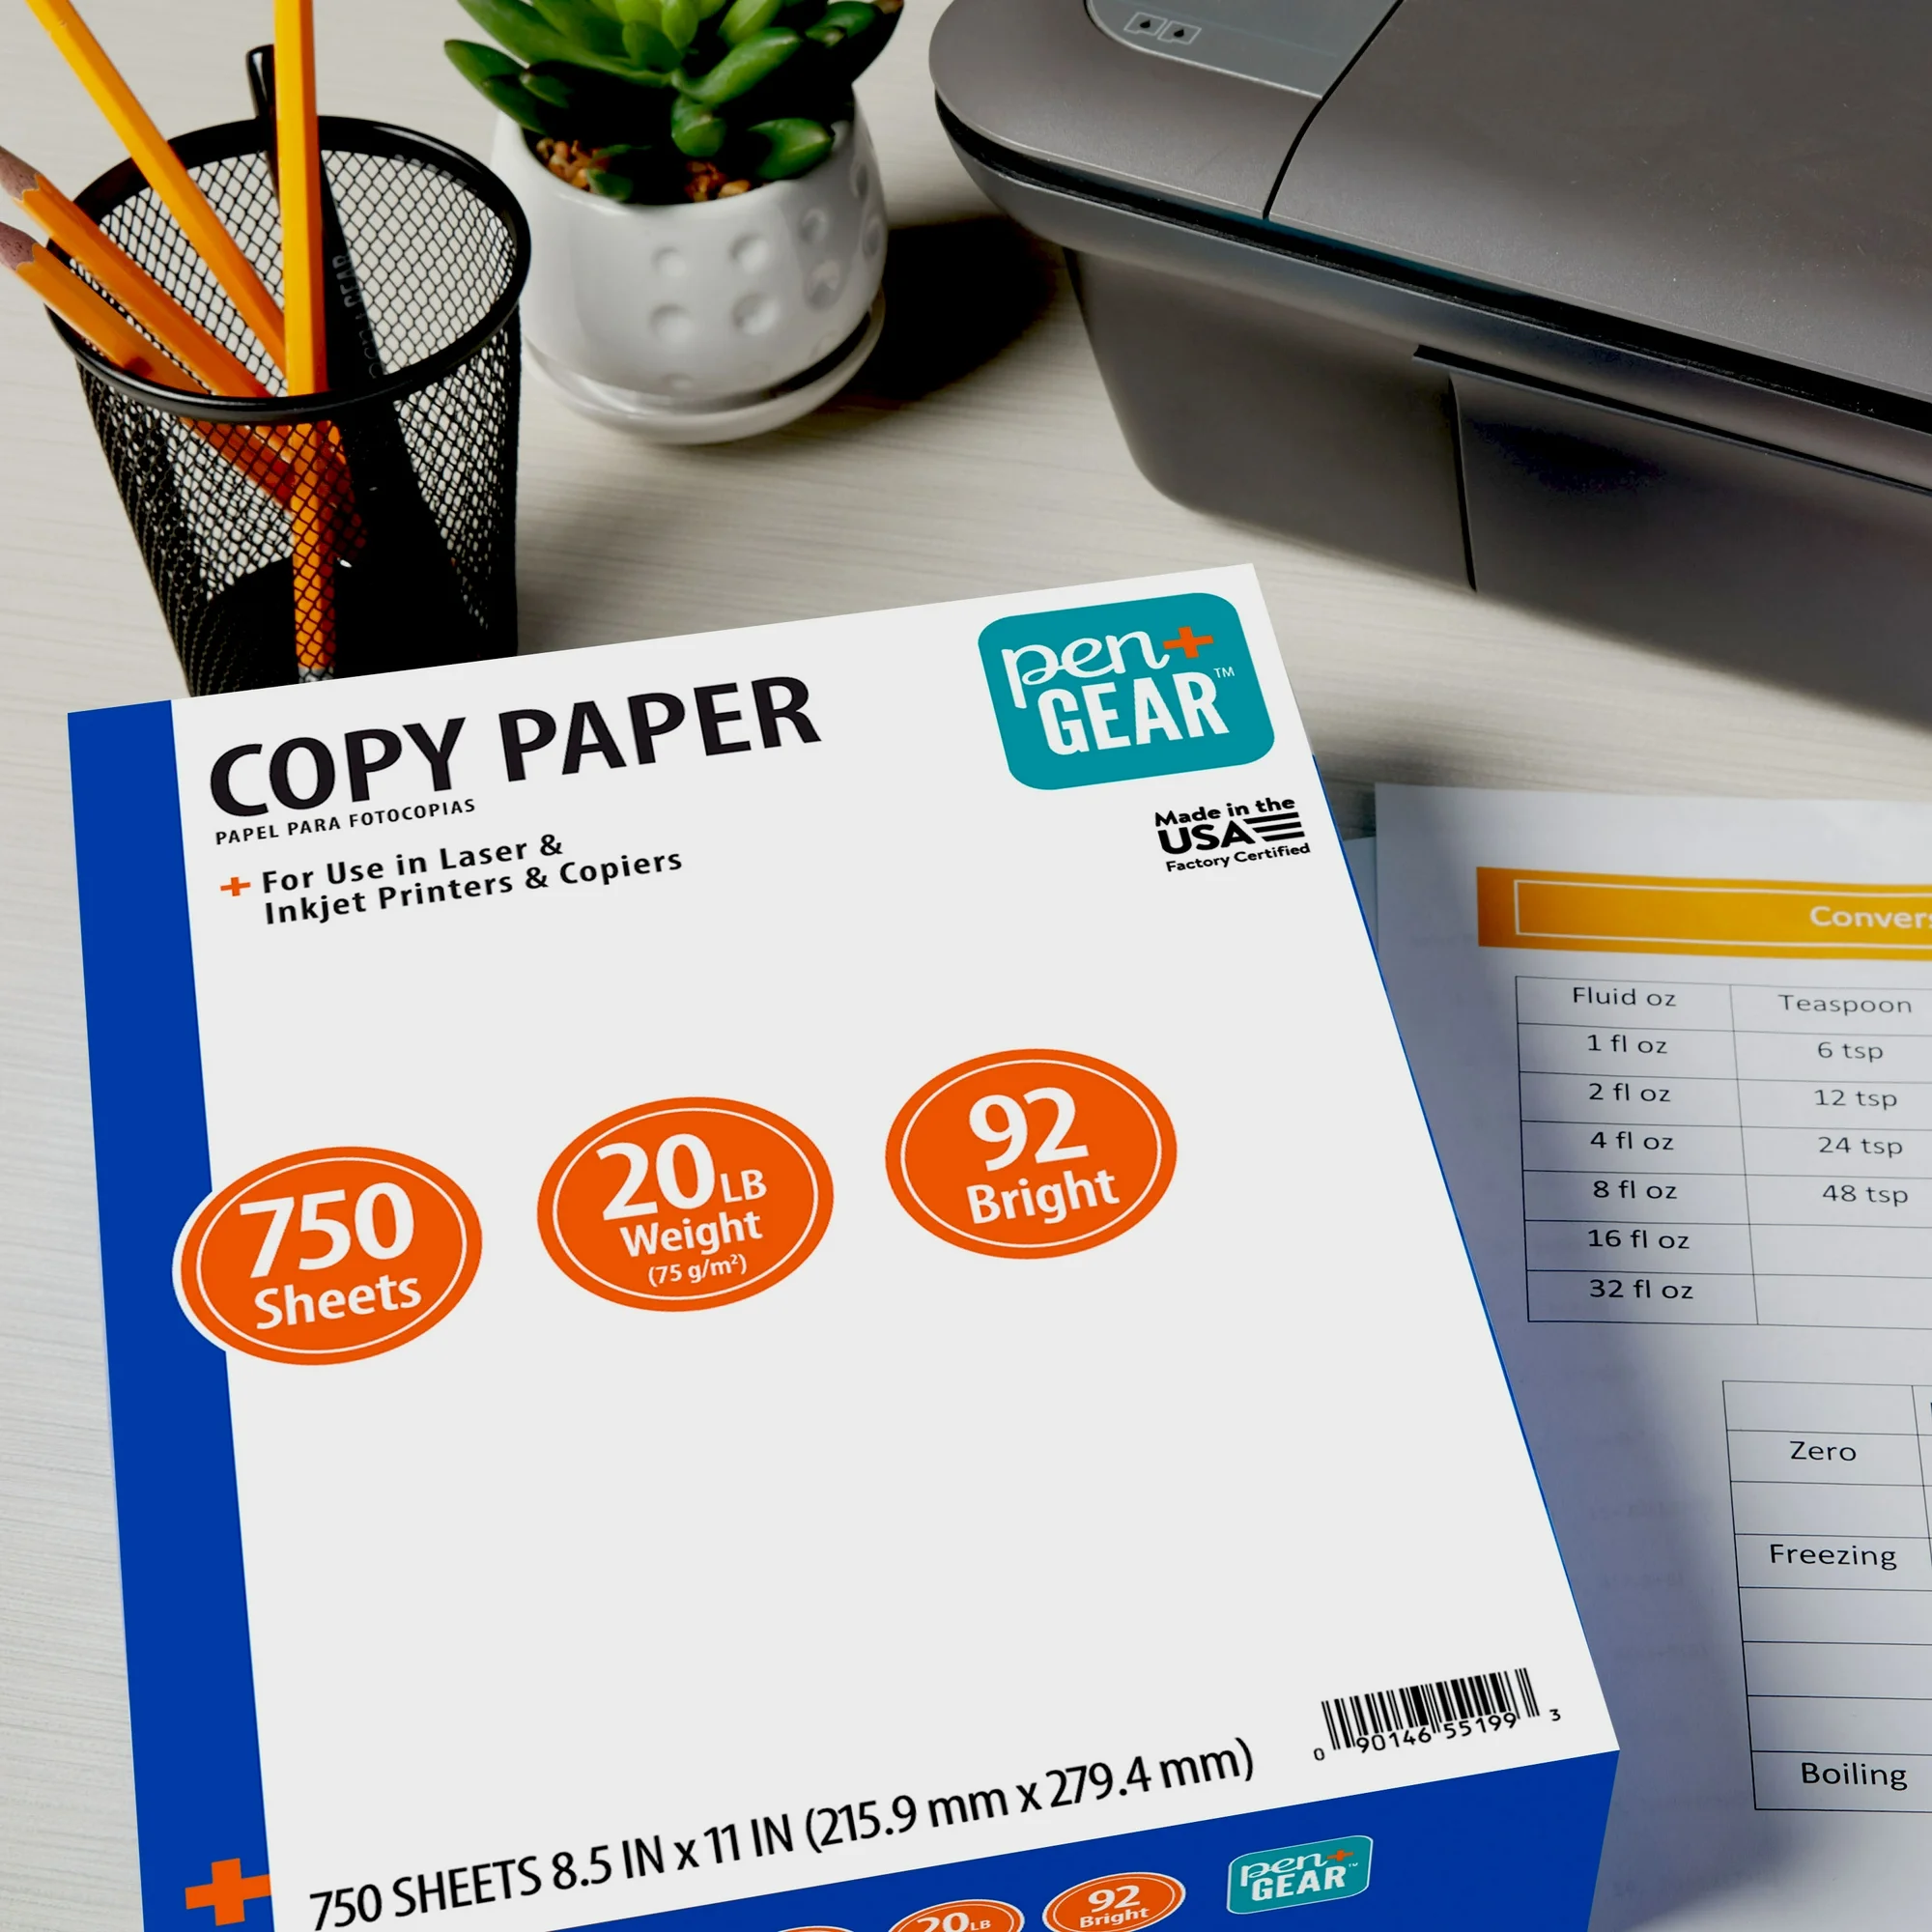 COPY PAPER
PAPEL PARA FOTOCOPIAS
+ For Use in Laser &
Inkjet Printers & Copiers
pen+
GEAR™
Made in the
USA
Factory Certified
750
Sheets
20LB
Weight
(75 g/m²)
92
Bright
750 SHEETS 8.5 IN x 11 IN (215.9 mm x 279.4 mm)
0 90146 55199 3
20LB
92
Bright
pen+
GEAR™
Fluid oz Teaspoon
1 fl oz 6 tsp
2 fl oz 12 tsp
4 fl oz 24 tsp
8 fl oz 48 tsp
16 fl oz
32 fl oz
Zero
Freezing
Boiling